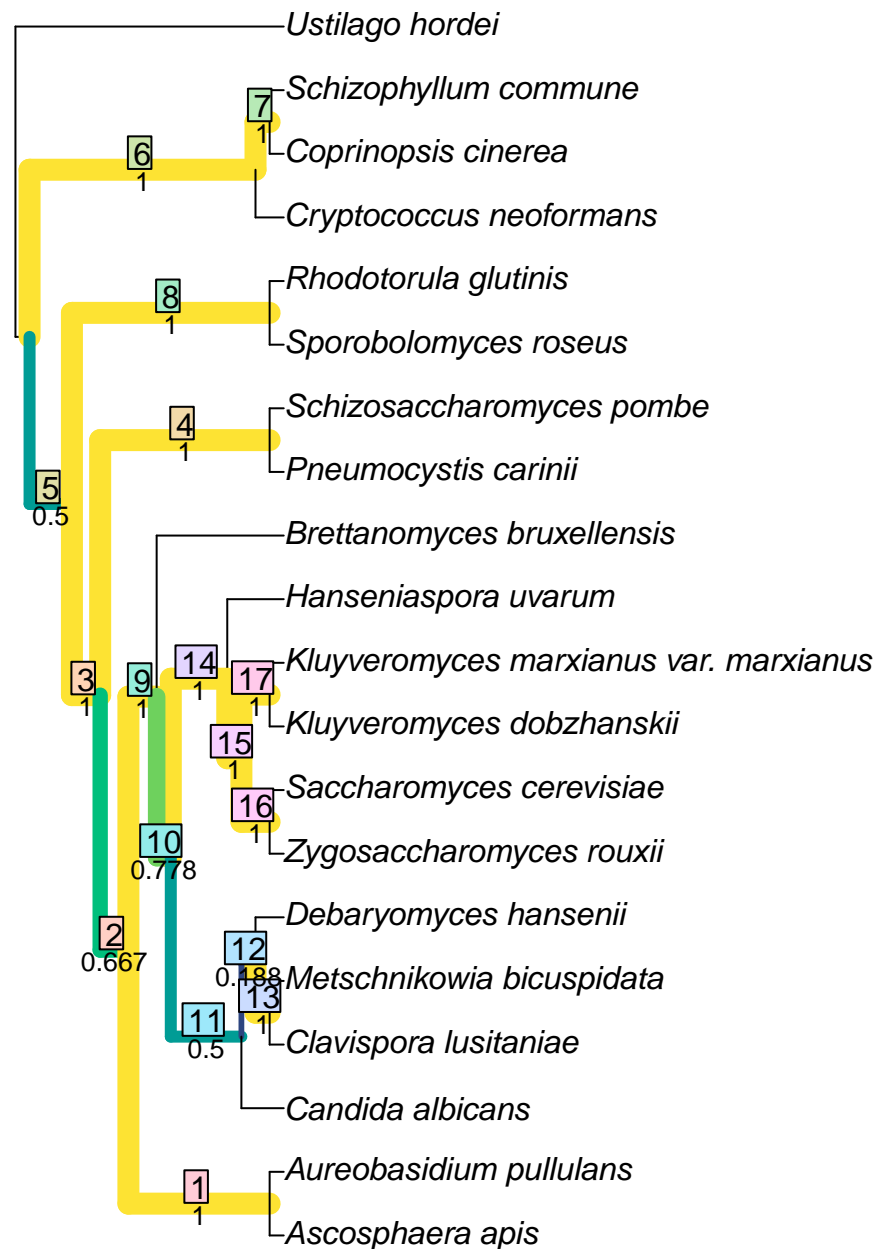 Ustilago hordei
7
Schizophyllum commune
1
6
Coprinopsis cinerea
1
Cryptococcus neoformans
Rhodotorula glutinis
8
1
Sporobolomyces roseus
Schizosaccharomyces pombe
4
1
Pneumocystis carinii
5
0.5
Brettanomyces bruxellensis
Hanseniaspora uvarum
14
Kluyveromyces marxianus var. marxianus
3
9
17
1
1
1
1
Kluyveromyces dobzhanskii
15
1
Saccharomyces cerevisiae
16
1
10
Zygosaccharomyces rouxii
0.778
Debaryomyces hansenii
2
12
0.667
0.188
Metschnikowia bicuspidata
13
11
1
Clavispora lusitaniae
0.5
Candida albicans
Aureobasidium pullulans
1
1
Ascosphaera apis